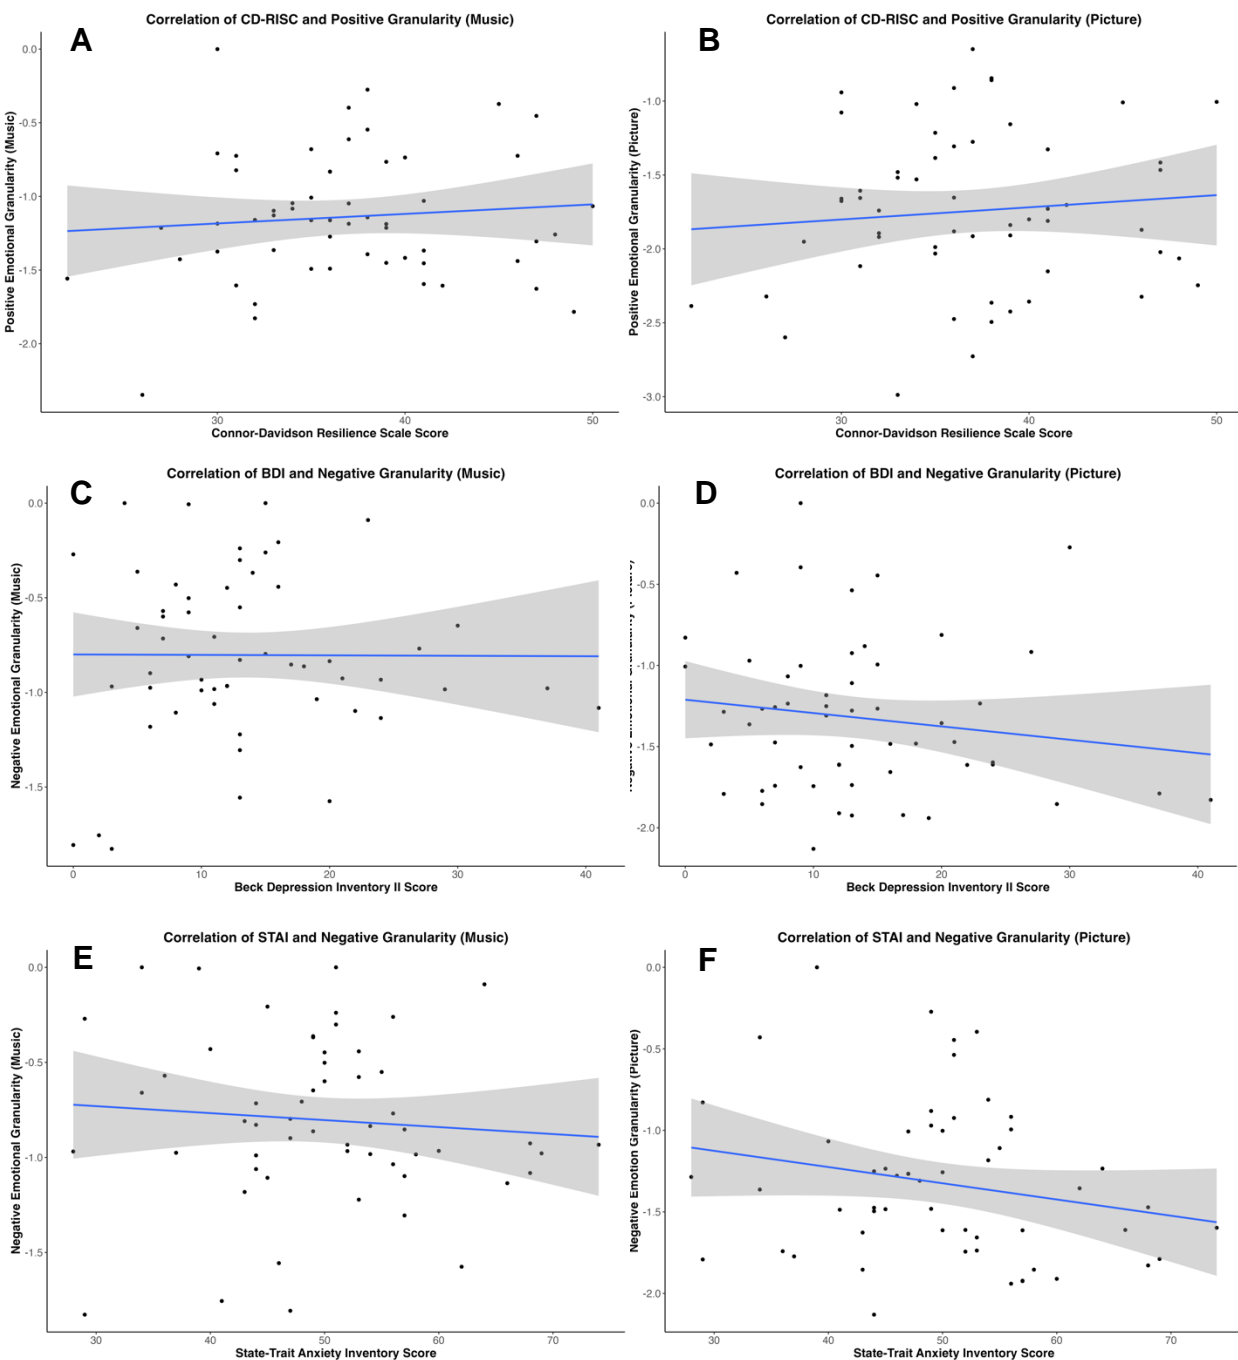 Correlation of CD-RISC and Positive Granularity (Music)
A
Positive Emotional Granularity (Music)
0.0
-0.5
-1.0
-1.5
-2.0
30 40 50
Connor-Davidson Resilience Scale Score
Correlation of CD-RISC and Positive Granularity (Picture)
B
Positive Emotional Granularity (Picture)
-1.0
-1.5
-2.0
-2.5
-3.0
30 40 50
Connor-Davidson Resilience Scale Score
Correlation of BDI and Negative Granularity (Music)
C
Negative Emotional Granularity (Music)
0.0
-0.5
-1.0
-1.5
0 10 20 30 40
Beck Depression Inventory II Score
Correlation of BDI and Negative Granularity (Picture)
D
Negative Emotional Granularity (Picture)
0.0
-0.5
-1.0
-1.5
-2.0
0 10 20 30 40
Beck Depression Inventory II Score
Correlation of STAI and Negative Granularity (Music)
E
Negative Emotional Granularity (Music)
0.0
-0.5
-1.0
-1.5
30 40 50 60 70
State-Trait Anxiety Inventory Score
Correlation of STAI and Negative Granularity (Picture)
F
Negative Emotion Granularity (Picture)
0.0
-0.5
-1.0
-1.5
-2.0
30 40 50 60 70
State-Trait Anxiety Inventory Score